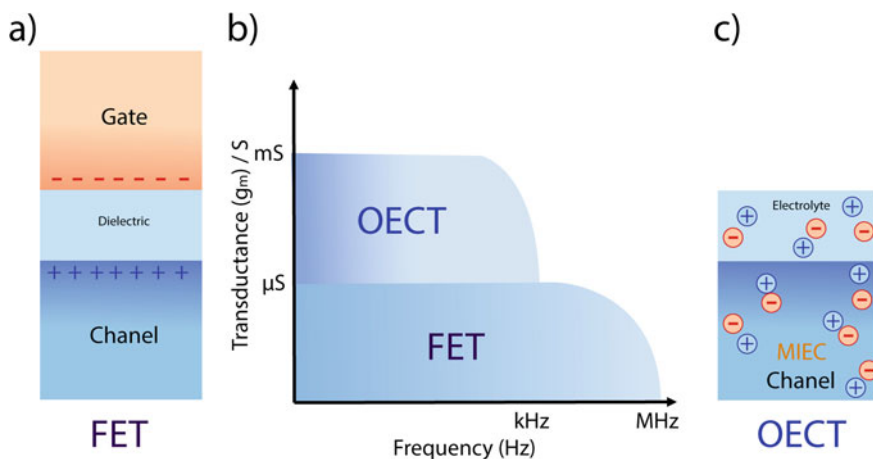 a)
Gate
− − − − − − −
Dielectric
+ + + + + + +
Chanel
FET
b)
Transductance (gm) / S
mS
μS
OECT
FET
kHz
MHz
Frequency (Hz)
c)
Electrolyte
MIEC
Chanel
OECT